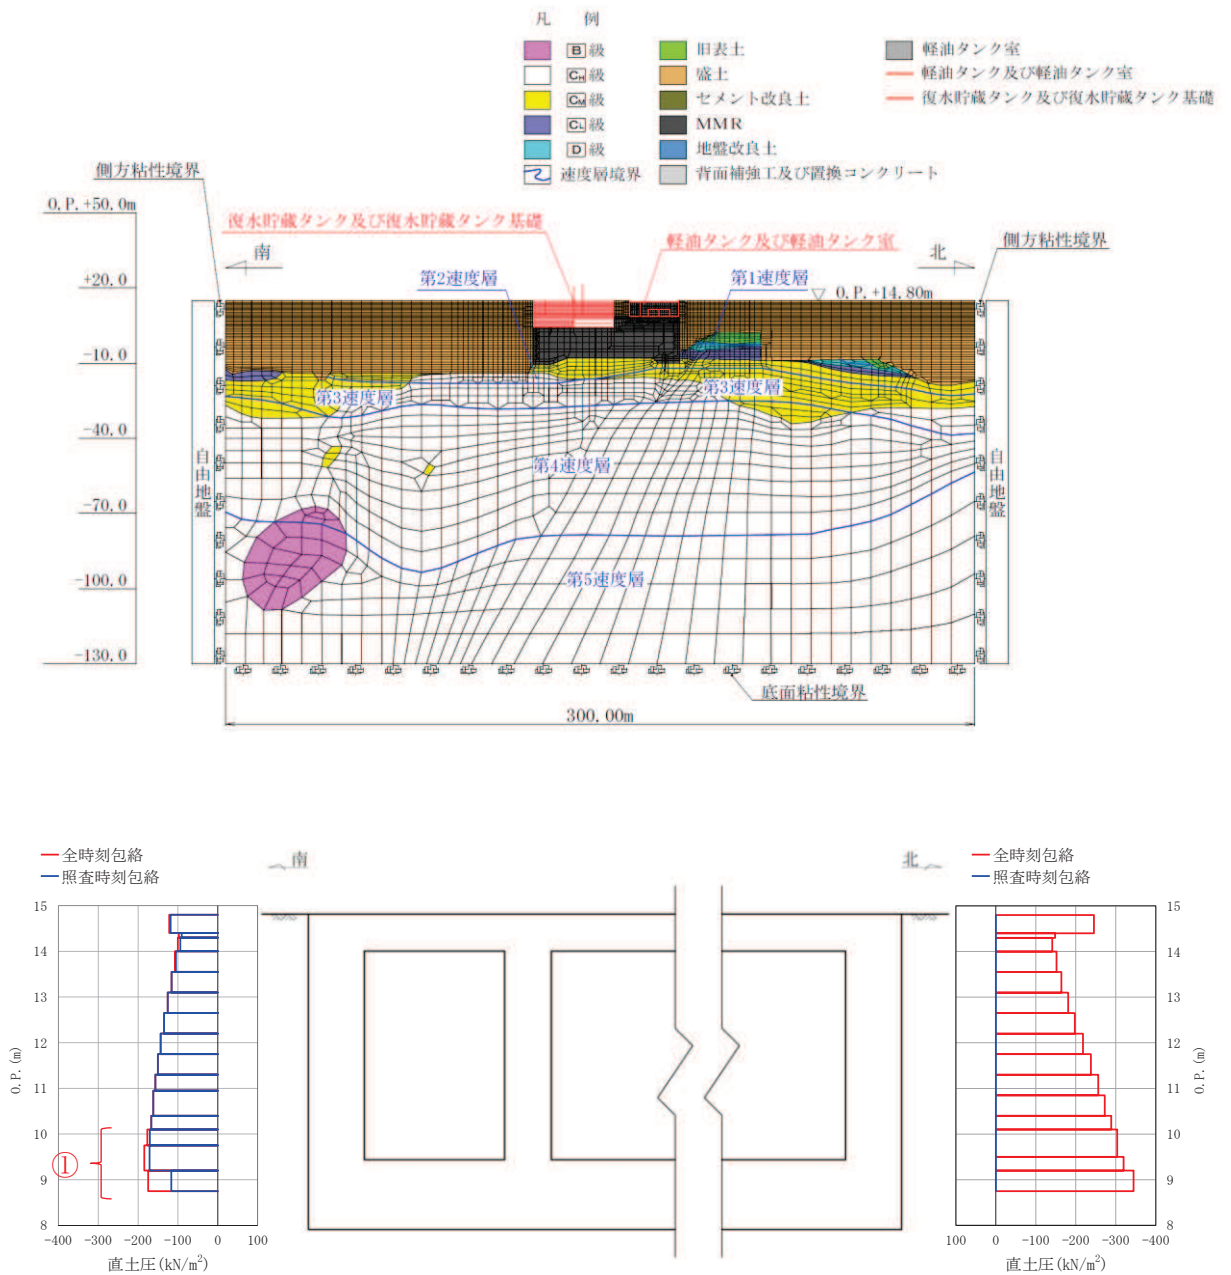 凡 例
B 級
CH 級
CM 級
CL 級
D 級
速度層境界
旧表土
盛土
セメント改良土
MMR
地盤改良土
背面補強工及び置換コンクリート
軽油タンク室
軽油タンク及び軽油タンク室
復水貯蔵タンク及び復水貯蔵タンク基礎
側方粘性境界
O.P.+50.0m
復水貯蔵タンク及び復水貯蔵タンク基礎
軽油タンク及び軽油タンク室
側方粘性境界
南
北
+20.0
第2速度層
第1速度層
O.P.+14.80m
-10.0
第3速度層
第3速度層
-40.0
自由地盤
第4速度層
自由地盤
-70.0
第5速度層
-100.0
-130.0
底面粘性境界
300.00m
全時刻包絡
照査時刻包絡
南
北
全時刻包絡
照査時刻包絡
15
14
13
12
11
10
9
8
O.P.(m)
①
-400 -300 -200 -100 0 100
直土圧(kN/m²)
15
14
13
12
11
10
9
8
O.P.(m)
100 0 -100 -200 -300 -400
直土圧(kN/m²)